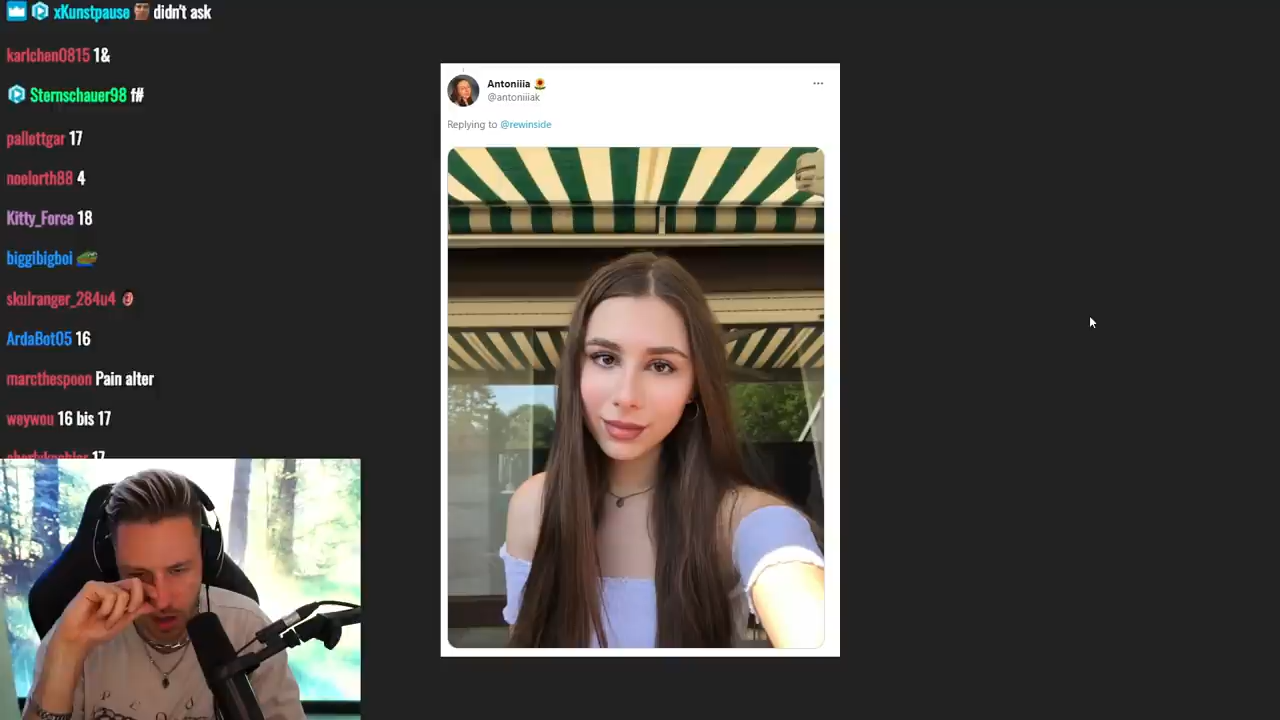 xKunstpause didn't ask
karlchen0815 1&
Sternschauer98 f#
pallottgar 17
noelorth88 4
Kitty_Force 18
biggibigboi
skulranger_284u4
ArdaBot05 16
marcthespoon Pain alter
weywou 16 bis 17
17
Antoniiia
@antoniiiak
Replying to @rewinside